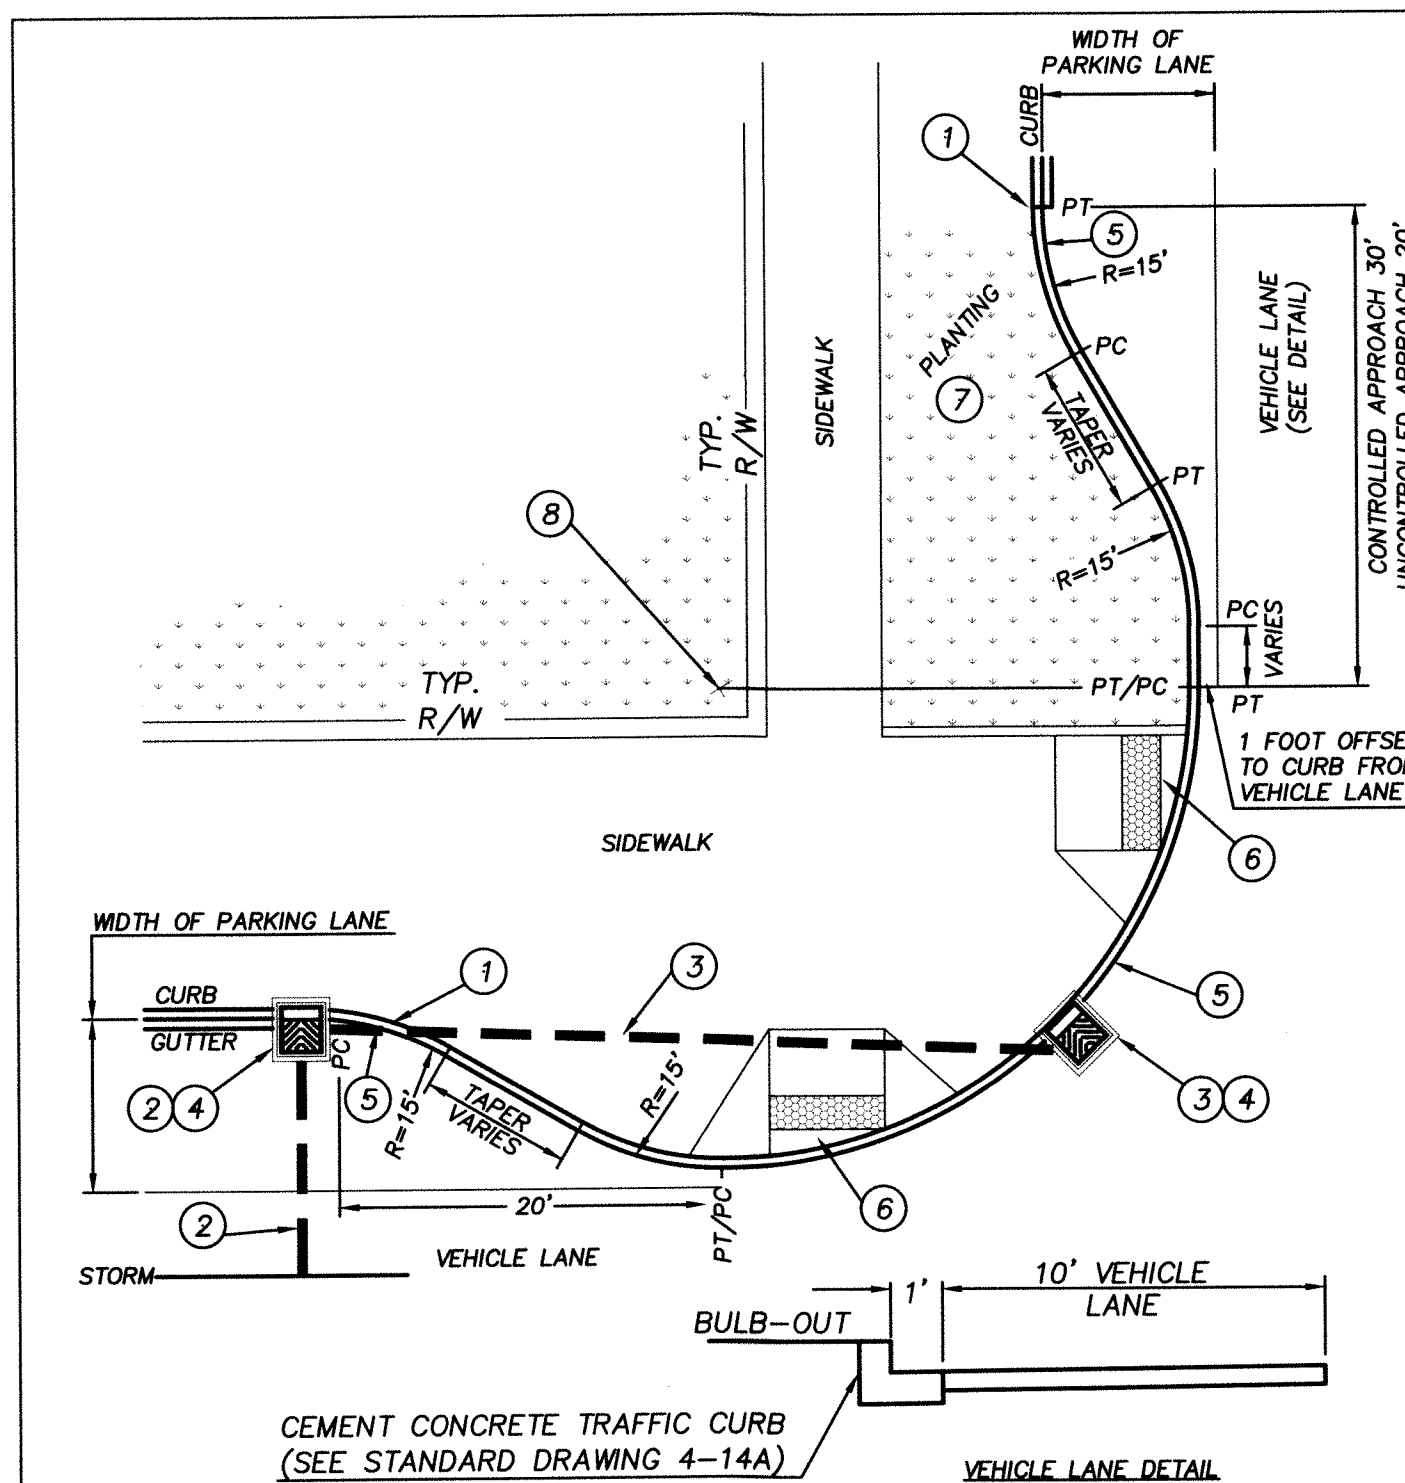 WIDTH OF
PARKING LANE
CURB
1
PT
5
R=15'
PLANTING
7
PC
TAPER
VARIES
PT
R=15'
SIDEWALK
TYP.
R/W
VEHICLE LANE
(SEE DETAIL)
CONTROLLED APPROACH 30'
UNCONTROLLED APPROACH 20'
8
PC
VARIES
TYP.
R/W
PT/PC
PT
1 FOOT OFFSE
TO CURB FRO
VEHICLE LANE
6
SIDEWALK
WIDTH OF PARKING LANE
1
3
5
CURB
GUTTER
PC
2 4
5
R=15'
TAPER
VARIES
R=15'
3 4
20'
PT/PC
6
2
VEHICLE LANE
STORM
1'
10' VEHICLE
LANE
BULB-OUT
CEMENT CONCRETE TRAFFIC CURB
(SEE STANDARD DRAWING 4-14A)
VEHICLE LANE DETAIL